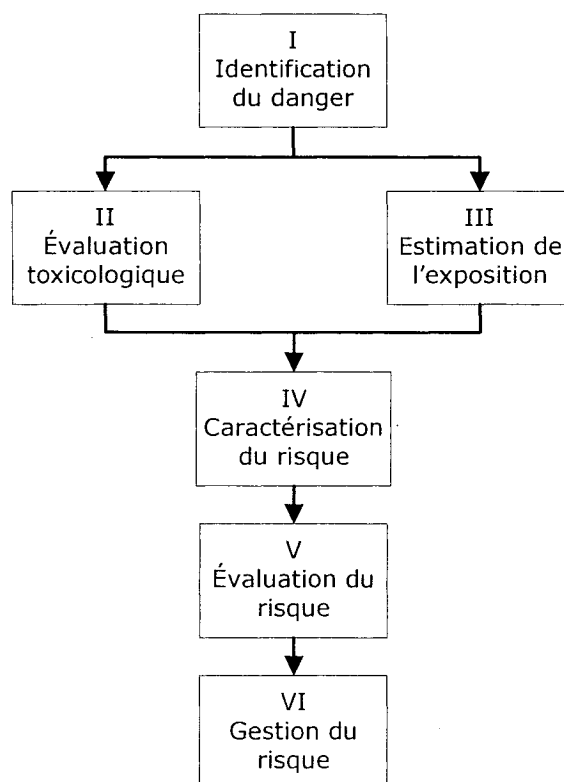 I
Identification
du danger
II
Évaluation
toxicologique
III
Estimation de
l'exposition
IV
Caractérisation
du risque
V
Évaluation du
risque
VI
Gestion du
risque